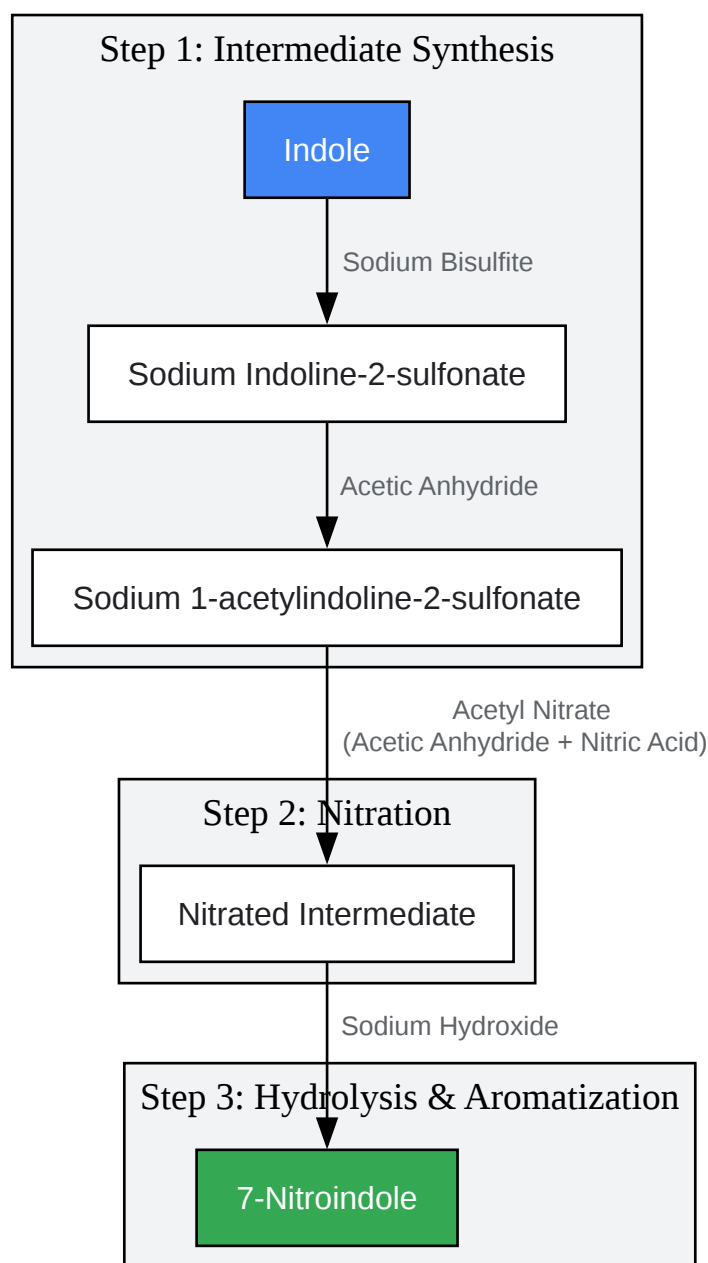 Step 1: Intermediate Synthesis
Indole
Sodium Bisulfite
Sodium Indoline-2-sulfonate
Acetic Anhydride
Sodium 1-acetylindoline-2-sulfonate
Acetyl Nitrate
(Acetic Anhydride + Nitric Acid)
Step 2: Nitration
Nitrated Intermediate
Sodium Hydroxide
Step 3: Hydrolysis & Aromatization
7-Nitroindole